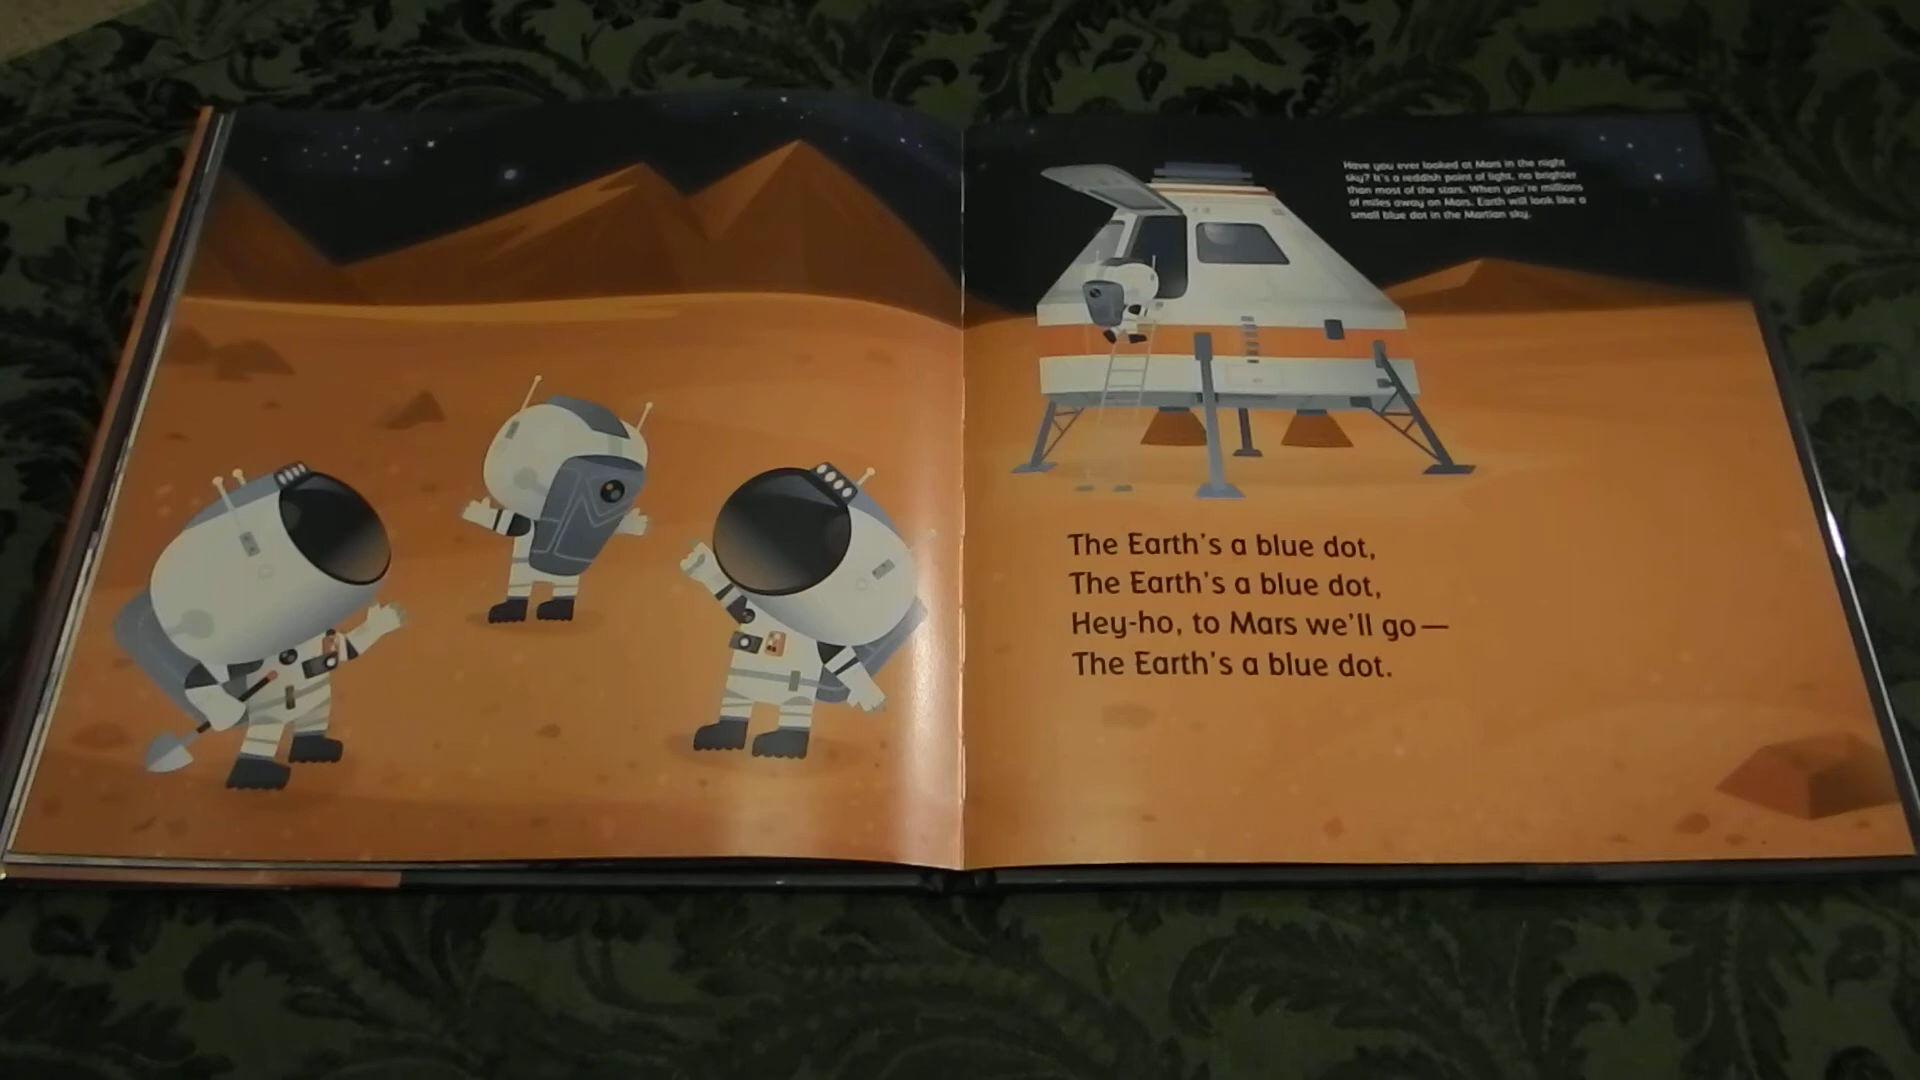 Have you ever looked at Mars in the night
sky? It's a reddish point of light, no brighter
than most of the stars. When you're millions
of miles away on Mars, Earth will look like a
small blue dot in the Martian sky.
The Earth's a blue dot,
The Earth's a blue dot,
Hey-ho, to Mars we'll go—
The Earth's a blue dot.